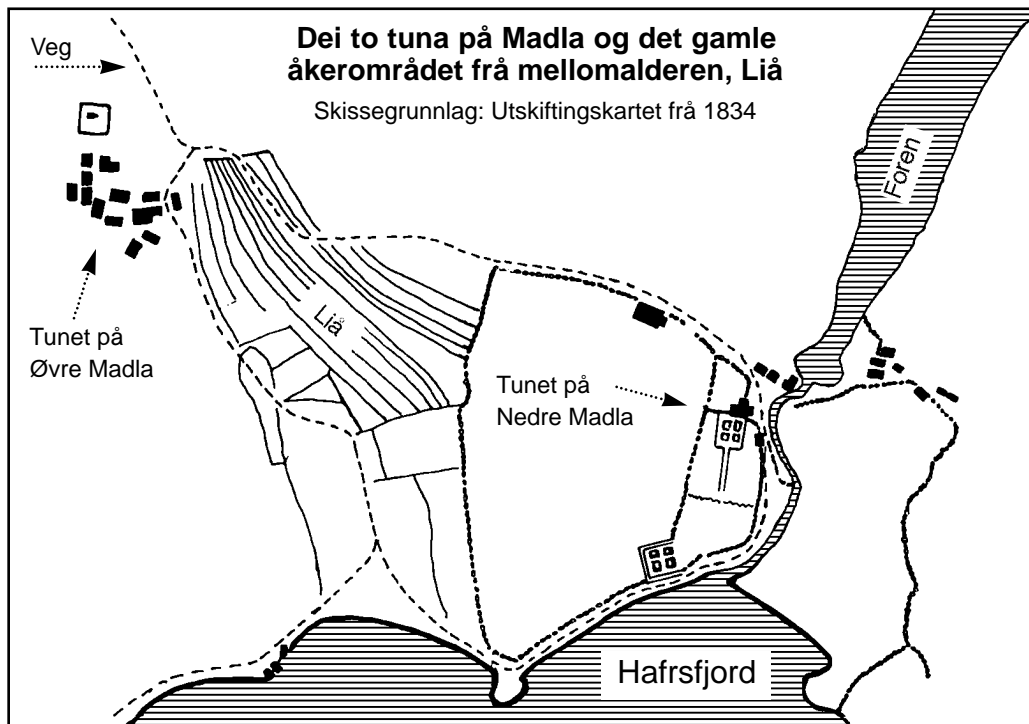 Dei to tuna på Madla og det gamle
åkerområdet frå mellomalderen, Liå
Skissegrunnlag: Utskiftingskartet frå 1834
Veg
Foren
Liå
Tunet på
Øvre Madla
Tunet på
Nedre Madla
Hafrsfjord